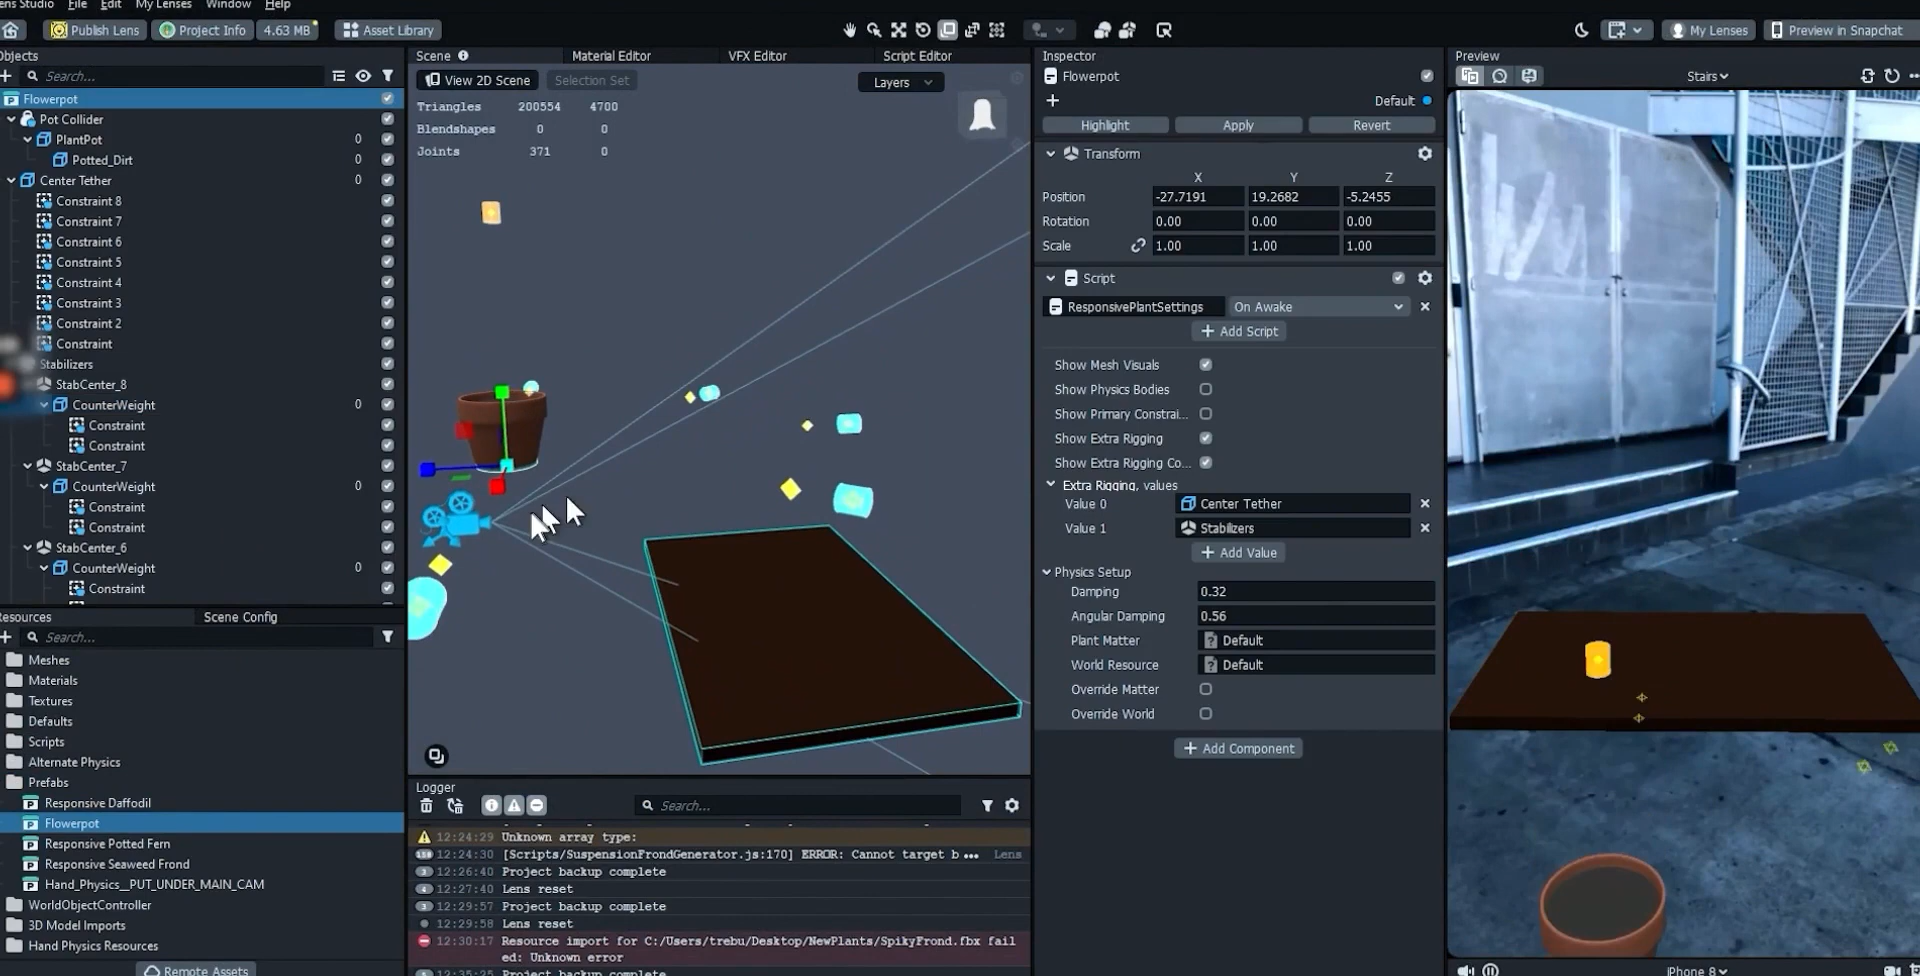 ens Studio File Edit My Lenses Window Help
Publish Lens Project Info 4.63 MB Asset Library My Lenses Preview in Snapchat
Objects
Search...
Flowerpot
Pot Collider
PlantPot 0
Potted_Dirt 0
Center Tether 0
Constraint 8
Constraint 7
Constraint 6
Constraint 5
Constraint 4
Constraint 3
Constraint 2
Constraint
Stabilizers
StabCenter_8
CounterWeight 0
Constraint
Constraint
StabCenter_7
CounterWeight 0
Constraint
Constraint
StabCenter_6
CounterWeight 0
Constraint
Resources Scene Config
Search...
Meshes
Materials
Textures
Defaults
Scripts
Alternate Physics
Prefabs
Responsive Daffodil
Flowerpot
Responsive Potted Fern
Responsive Seaweed Frond
Hand_Physics__PUT_UNDER_MAIN_CAM
WorldObjectController
3D Model Imports
Hand Physics Resources
Remote Assets
Scene Material Editor VFX Editor Script Editor
View 2D Scene Selection Set Layers
Triangles 200554 4700
Blendshapes 0 0
Joints 371 0
Logger
Search...
12:24:29 Unknown array type:
12:24:30 [Scripts/SuspensionFrondGenerator.js:170] ERROR: Cannot target b ... Lens
3 12:26:40 Project backup complete
4 12:27:40 Lens reset
3 12:29:57 Project backup complete
12:29:58 Lens reset
12:30:17 Resource import for C:/Users/trebu/Desktop/NewPlants/SpikyFrond.fbx fail
ed: Unknown error
12:35:25 Project backup complete
Inspector
Flowerpot
Default
Highlight Apply Revert
Transform
X Y Z
Position -27.7191 19.2682 -5.2455
Rotation 0.00 0.00 0.00
Scale 1.00 1.00 1.00
Script
ResponsivePlantSettings On Awake
Add Script
Show Mesh Visuals
Show Physics Bodies
Show Primary Constrai...
Show Extra Rigging
Show Extra Rigging Co...
Extra Rigging, values
Value 0 Center Tether
Value 1 Stabilizers
Add Value
Physics Setup
Damping 0.32
Angular Damping 0.56
Plant Matter Default
World Resource Default
Override Matter
Override World
Add Component
Preview
Stairs
iPhone 8